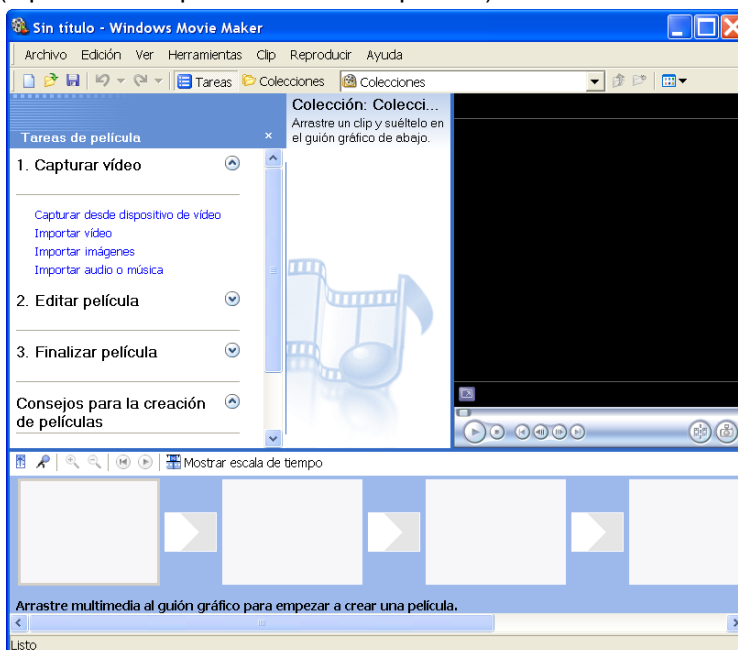 Sin título - Windows Movie Maker
Archivo Edición Ver Herramientas Clip Reproducir Ayuda
Tareas Colecciones Colecciones
Tareas de película
Colección: Colecci...
Arrastre un clip y suéltelo en
el guión gráfico de abajo.
1. Capturar vídeo
Capturar desde dispositivo de vídeo
Importar vídeo
Importar imágenes
Importar audio o música
2. Editar película
3. Finalizar película
Consejos para la creación
de películas
Mostrar escala de tiempo
Arrastre multimedia al guión gráfico para empezar a crear una película.
Listo